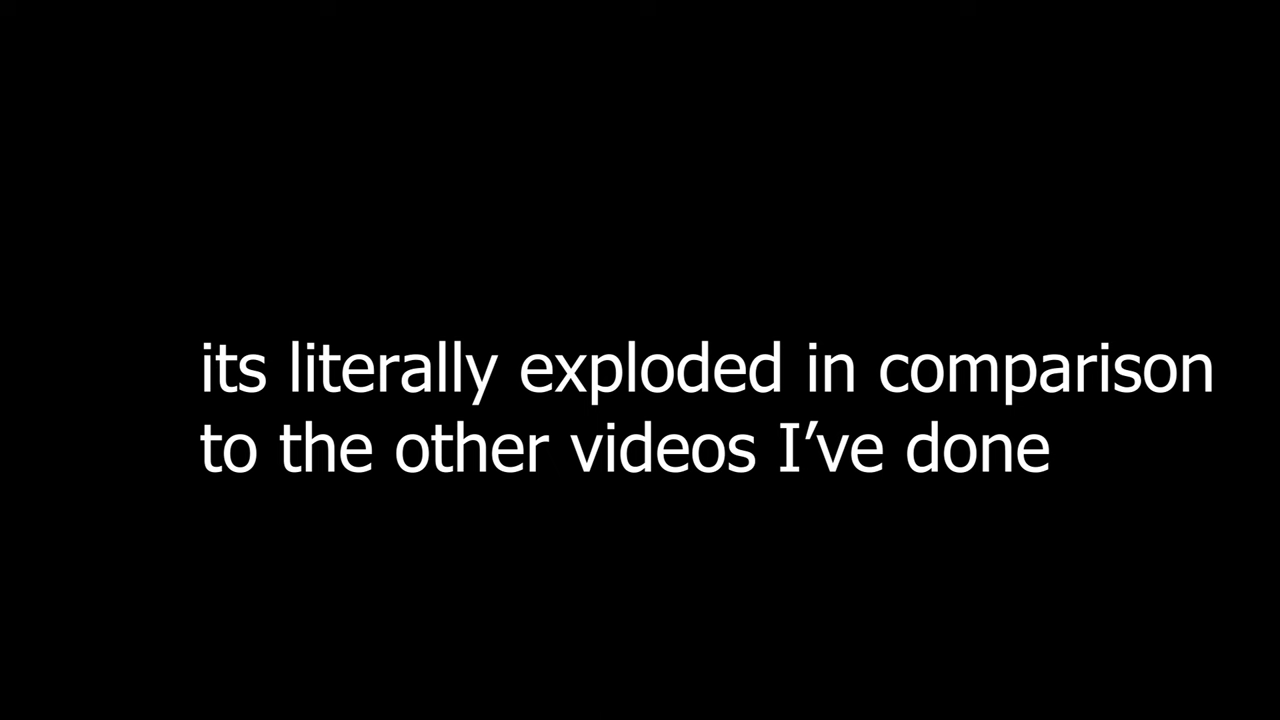 its literally exploded in comparison
to the other videos I’ve done